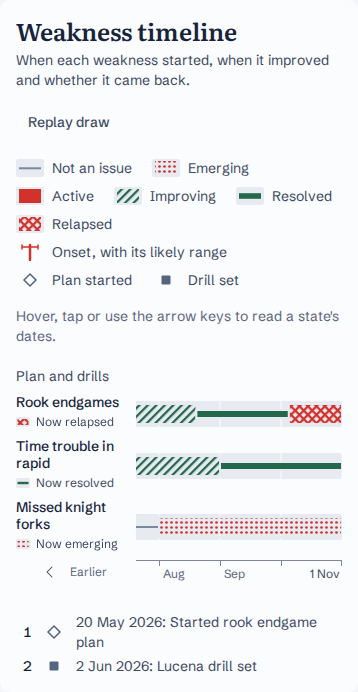 Weakness timeline
When each weakness started, when it improved
and whether it came back.
Replay draw
Not an issue
Emerging
Active
Improving
Resolved
Relapsed
Onset, with its likely range
Plan started
Drill set
Hover, tap or use the arrow keys to read a state's
dates.
Plan and drills
Rook endgames
Now relapsed
Time trouble in
rapid
Now resolved
Missed knight
forks
Now emerging
Earlier
Aug
Sep
1 Nov
1
20 May 2026: Started rook endgame
plan
2
2 Jun 2026: Lucena drill set